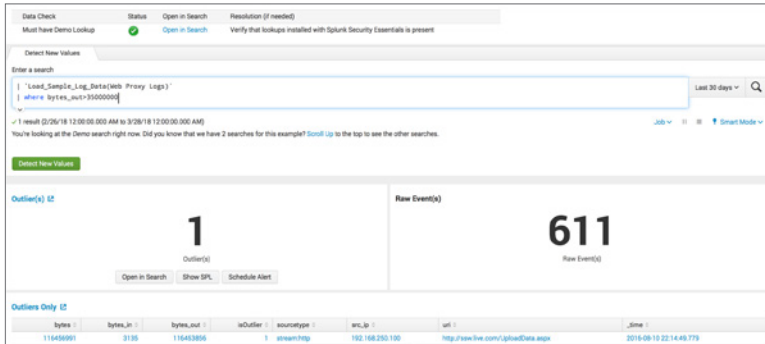 Data Check Status Open in Search Resolution (if needed)
Must have Demo Lookup Open in Search Verify that lookups installed with Splunk Security Essentials is present
Detect New Values
Enter a search
| `Load_Sample_Log_Data(Web Proxy Logs)`
| where bytes_out>35000000
Last 30 days
1 result (2/26/18 12:00:00.000 AM to 3/28/18 12:00:00.000 AM)
Job Smart Mode
You're looking at the Demo search right now. Did you know that we have 2 searches for this example? Scroll Up to the top to see the other searches.
Detect New Values
Outlier(s)
1
Outlier(s)
Open in Search Show SPL Schedule Alert
Raw Event(s)
611
Raw Event(s)
Outliers Only
bytes bytes_in bytes_out isOutlier sourcetype src_ip uri _time
116456991 3135 116453856 1 stream:http 192.168.250.100 http://ssw.live.com/UploadData.aspx 2016-08-10 22:14:49.779